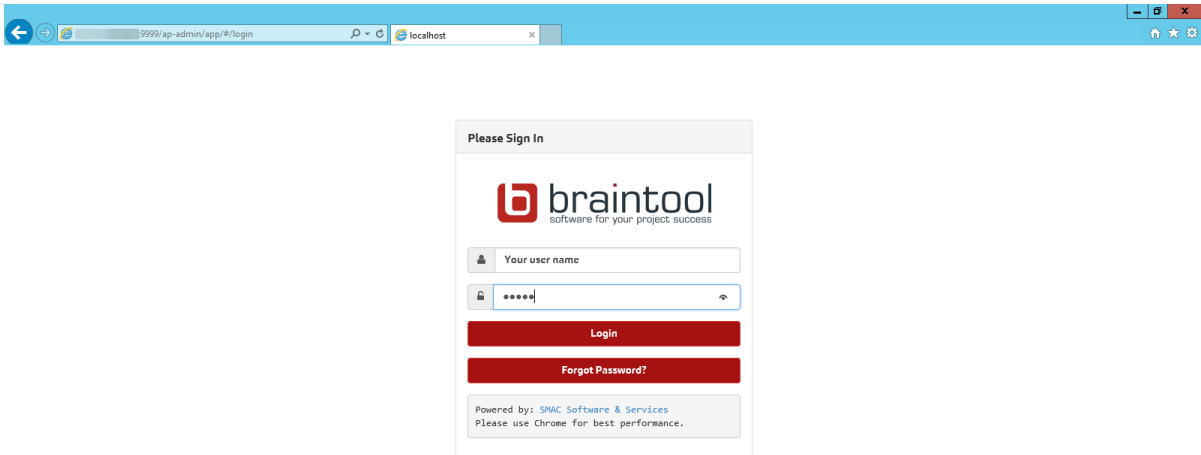 :9999/ap-admin/app/#/login
localhost
Please Sign In
braintool
software for your project success
Your user name
Login
Forgot Password?
Powered by: SMAC Software & Services
Please use Chrome for best performance.